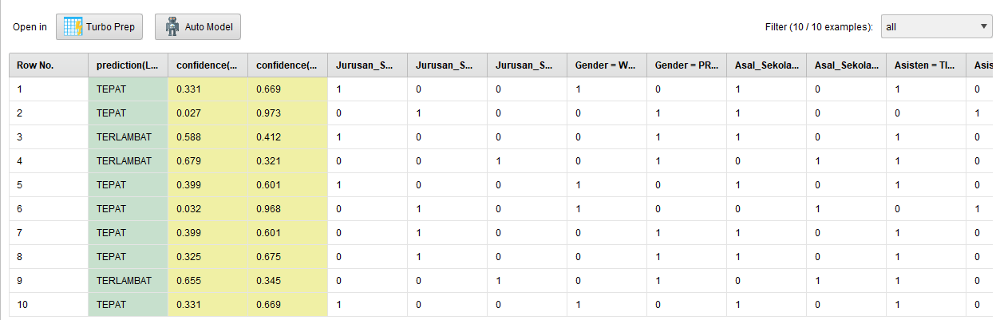 Open in Turbo Prep Auto Model Filter (10 / 10 examples): all
Row No. prediction(L... confidence(... confidence(... Jurusan_S... Jurusan_S... Jurusan_S... Gender = W... Gender = PR... Asal_Sekola... Asal_Sekola... Asisten = TI... Asis
1 TEPAT 0.331 0.669 1 0 0 1 0 1 0 1 0
2 TEPAT 0.027 0.973 0 1 0 0 1 1 0 0 1
3 TERLAMBAT 0.588 0.412 1 0 0 0 1 1 0 1 0
4 TERLAMBAT 0.679 0.321 0 0 1 0 1 0 1 1 0
5 TEPAT 0.399 0.601 1 0 0 1 0 1 0 1 0
6 TEPAT 0.032 0.968 0 1 0 1 0 0 1 0 1
7 TEPAT 0.399 0.601 0 1 0 0 1 1 0 1 0
8 TEPAT 0.325 0.675 0 1 0 0 1 1 0 1 0
9 TERLAMBAT 0.655 0.345 0 0 1 0 1 0 1 1 0
10 TEPAT 0.331 0.669 1 0 0 1 0 1 0 1 0